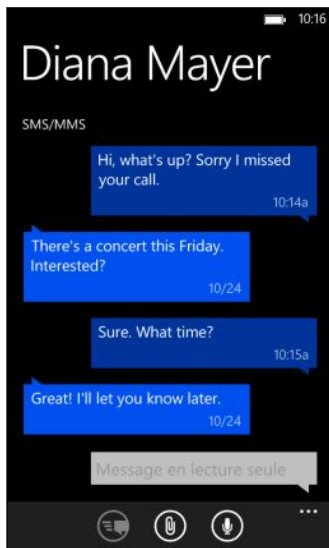 10:16
Diana Mayer
SMS/MMS
Hi, what's up? Sorry I missed
your call.
10:14a
There's a concert this Friday.
Interested?
10/24
Sure. What time?
10:15a
Great! I'll let you know later.
10/24
Message en lecture seule